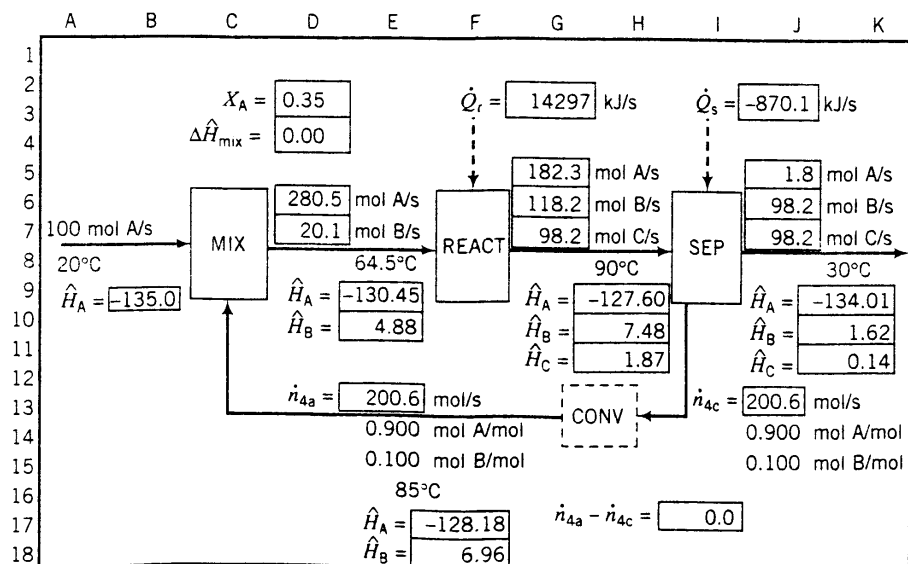 A B C D E F G H I J K
1
2
3 X_A = 0.35 Q̇_r = 14297 kJ/s Q̇_s = -870.1 kJ/s
4 ΔĤ_mix = 0.00
5 182.3 mol A/s 1.8 mol A/s
6 280.5 mol A/s 118.2 mol B/s 98.2 mol B/s
7 100 mol A/s MIX 20.1 mol B/s REACT 98.2 mol C/s SEP 98.2 mol C/s
8 20°C 64.5°C 90°C 30°C
9 Ĥ_A = -135.0 Ĥ_A = -130.45 Ĥ_A = -127.60 Ĥ_A = -134.01
10 Ĥ_B = 4.88 Ĥ_B = 7.48 Ĥ_B = 1.62
11 Ĥ_C = 1.87 Ĥ_C = 0.14
12
13 ṅ_4a = 200.6 mol/s CONV ṅ_4c = 200.6 mol/s
14 0.900 mol A/mol 0.900 mol A/mol
15 0.100 mol B/mol 0.100 mol B/mol
16 85°C
17 Ĥ_A = -128.18 ṅ_4a - ṅ_4c = 0.0
18 Ĥ_B = 6.96